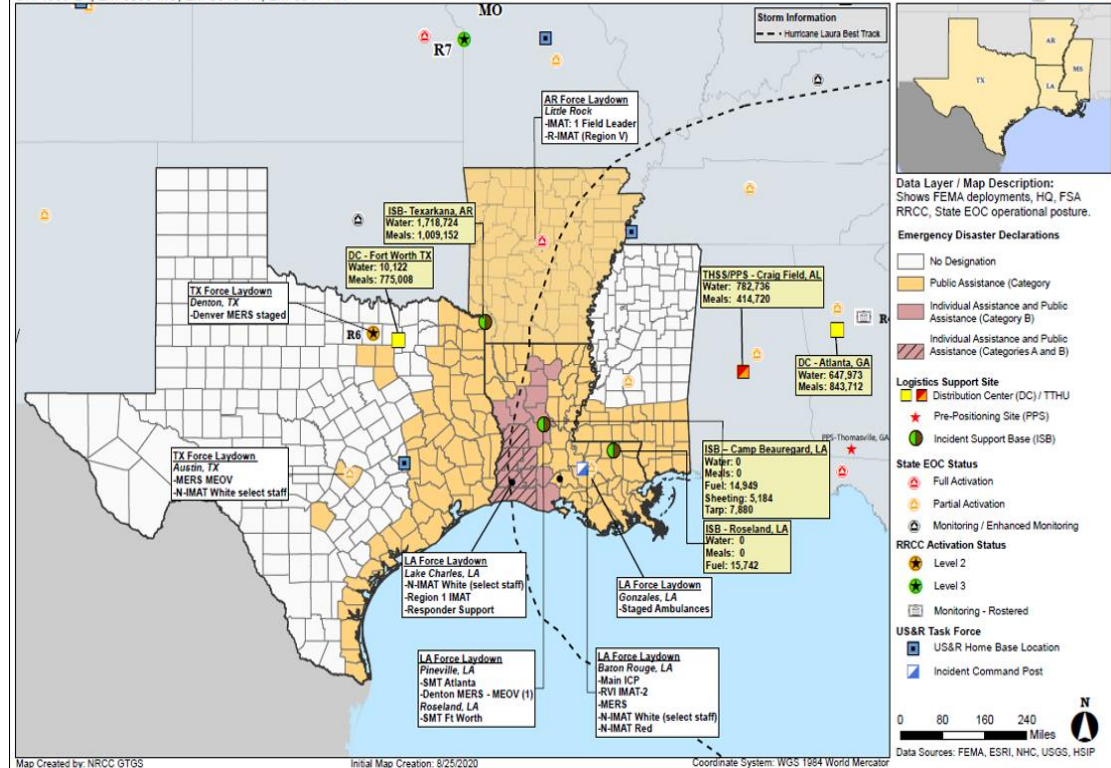 MO
R7
Storm Information
Hurricane Laura Best Track
AR Force Laydown
Little Rock
-IMAT: 1 Field Leader
-R-IMAT (Region V)
ISB- Texarkana, AR
Water: 1,718,724
Meals: 1,009,152
DC - Fort Worth TX
Water: 10,122
Meals: 775,008
TX Force Laydown
Denton, TX
-Denver MERS staged
R6
THSS/PPS - Craig Field, AL
Water: 782,736
Meals: 414,720
DC - Atlanta, GA
Water: 647,973
Meals: 843,712
PPS-Thomasville, GA
TX Force Laydown
Austin, TX
-MERS MEOV
-N-IMAT White select staff
ISB – Camp Beauregard, LA
Water: 0
Meals: 0
Fuel: 14,949
Sheeting: 5,184
Tarp: 7,880
ISB - Roseland, LA
Water: 0
Meals: 0
Fuel: 15,742
LA Force Laydown
Lake Charles, LA
-N-IMAT White (select staff)
-Region 1 IMAT
-Responder Support
LA Force Laydown
Gonzales, LA
-Staged Ambulances
LA Force Laydown
Pineville, LA
-SMT Atlanta
-Denton MERS - MEOV (1)
Roseland, LA
-SMT Ft Worth
LA Force Laydown
Baton Rouge, LA
-Main ICP
-RVI IMAT-2
-MERS
-N-IMAT White (select staff)
-N-IMAT Red
Map Created by: NRCC GTGS
Initial Map Creation: 8/25/2020
Coordinate System: WGS 1984 World Mercator
TX
AR
LA
MS
Data Layer / Map Description:
Shows FEMA deployments, HQ, FSA
RRCC, State EOC operational posture.
Emergency Disaster Declarations
No Designation
Public Assistance (Category
Individual Assistance and Public
Assistance (Category B)
Individual Assistance and Public
Assistance (Categories A and B)
Logistics Support Site
Distribution Center (DC) / TTHU
Pre-Positioning Site (PPS)
Incident Support Base (ISB)
State EOC Status
Full Activation
Partial Activation
Monitoring / Enhanced Monitoring
RRCC Activation Status
Level 2
Level 3
Monitoring - Rostered
US&R Task Force
US&R Home Base Location
Incident Command Post
N
0 80 160 240
Miles
Data Sources: FEMA, ESRI, NHC, USGS, HSIP